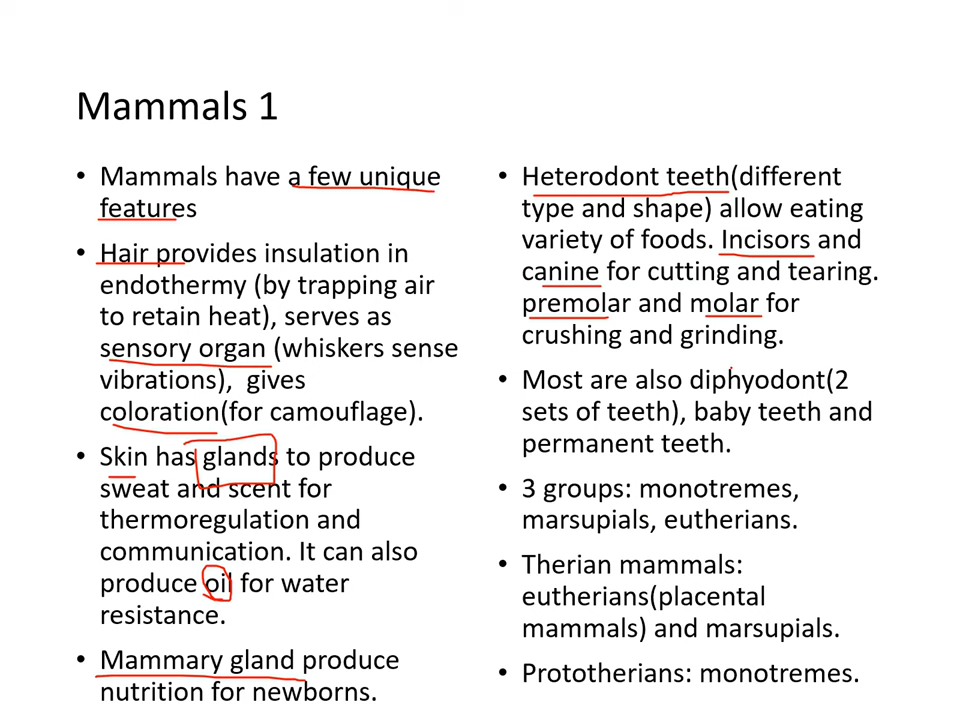 Mammals 1
• Mammals have a few unique
features
• Hair provides insulation in
endothermy (by trapping air
to retain heat), serves as
sensory organ (whiskers sense
vibrations),  gives
coloration(for camouflage).
• Skin has glands to produce
sweat and scent for
thermoregulation and
communication. It can also
produce oil for water
resistance.
• Mammary gland produce
nutrition for newborns.
• Heterodont teeth(different
type and shape) allow eating
variety of foods. Incisors and
canine for cutting and tearing.
premolar and molar for
crushing and grinding.
• Most are also diphyodont(2
sets of teeth), baby teeth and
permanent teeth.
• 3 groups: monotremes,
marsupials, eutherians.
• Therian mammals:
eutherians(placental
mammals) and marsupials.
• Prototherians: monotremes.